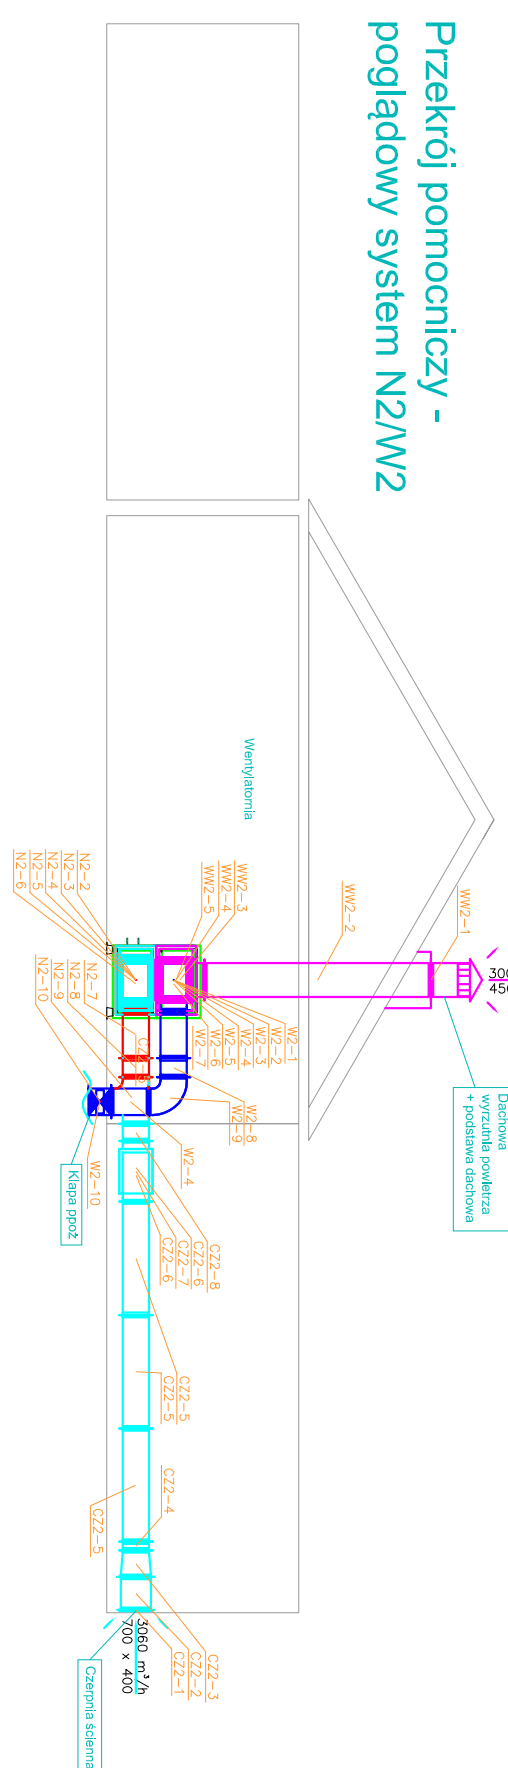 Przekrój pomocniczy -
poglądowy system N2/W2
Wentylatornia
WW2-1
WW2-2
WW2-3
WW2-4
WW2-5
N2-2
N2-3
N2-4
N2-5
N2-6
N2-7
N2-8
N2-9
N2-10
W2-1
W2-2
W2-3
W2-4
W2-5
W2-6
W2-7
W2-8
W2-9
W2-4
W2-10
Dachowa
wyrzutnia powietrza
+ podstawa dachowa
Klapa ppoż
CZ2-8
CZ2-6
CZ2-7
CZ2-6
CZ2-5
CZ2-5
CZ2-4
CZ2-5
CZ2-3
CZ2-2
CZ2-1
3060 m³/h
700 x 400
Czerpnia ścienna